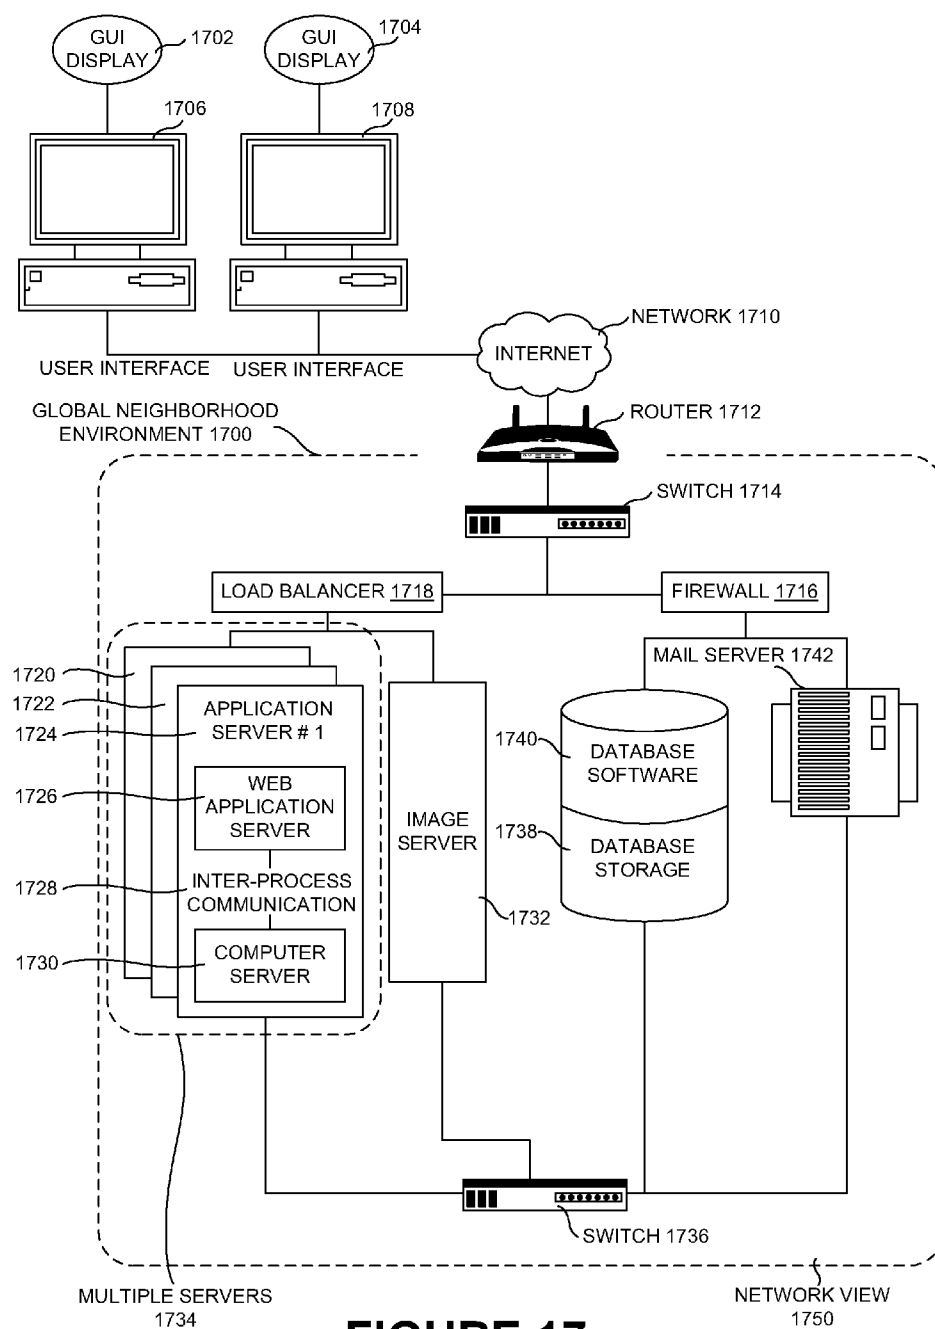 GUI
DISPLAY
1702
GUI
DISPLAY
1704
1706
1708
NETWORK 1710
INTERNET
USER INTERFACE
USER INTERFACE
GLOBAL NEIGHBORHOOD
ENVIRONMENT 1700
ROUTER 1712
SWITCH 1714
LOAD BALANCER 1718
FIREWALL 1716
MAIL SERVER 1742
1720
1722
1724
APPLICATION
SERVER # 1
1726
WEB
APPLICATION
SERVER
1728
INTER-PROCESS
COMMUNICATION
1730
COMPUTER
SERVER
IMAGE
SERVER
1732
1740
DATABASE
SOFTWARE
1738
DATABASE
STORAGE
SWITCH 1736
MULTIPLE SERVERS
1734
NETWORK VIEW
1750
FIGURE 17